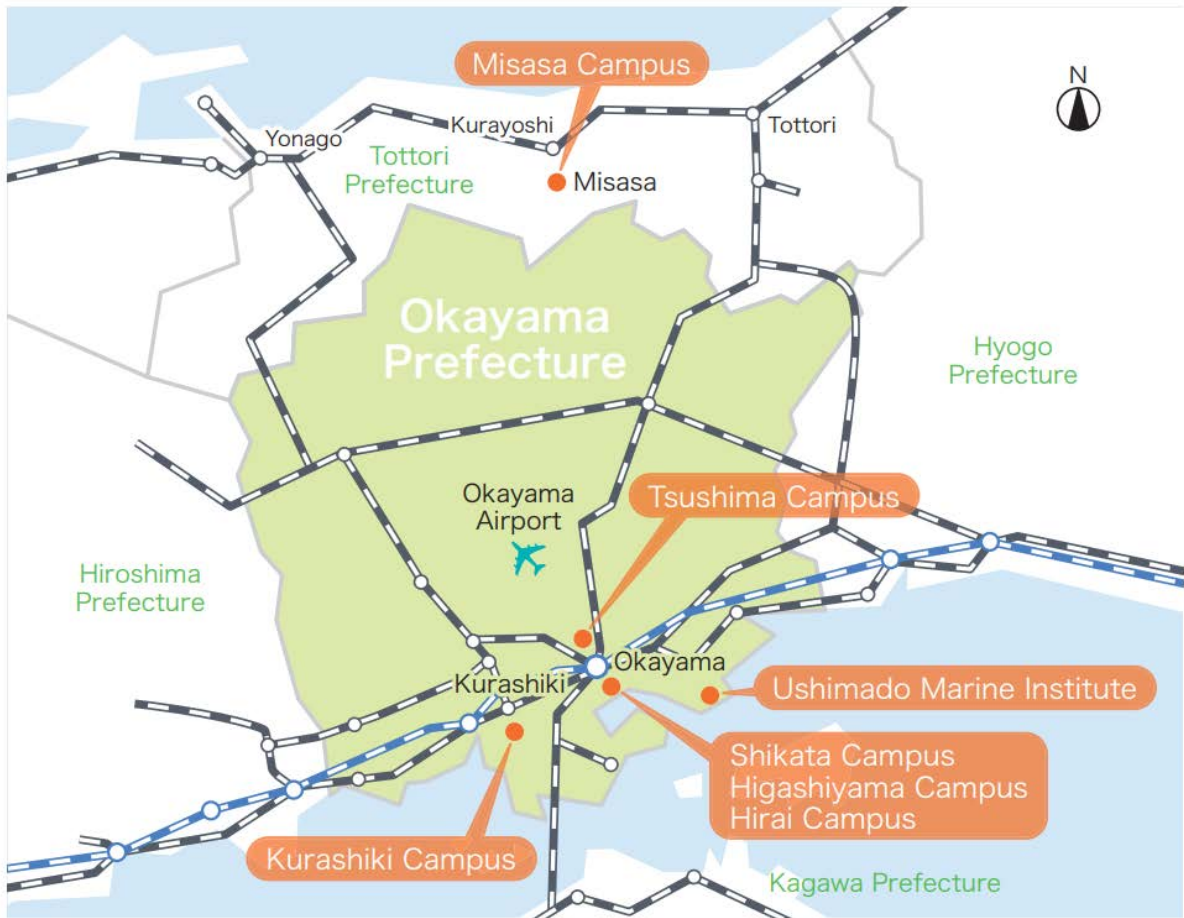 Misasa Campus
N
Yonago
Kurayoshi
Tottori
Tottori
Prefecture
Misasa
Okayama
Prefecture
Hyogo
Prefecture
Okayama
Airport
Tsushima Campus
Hiroshima
Prefecture
Okayama
Kurashiki
Ushimado Marine Institute
Shikata Campus
Higashiyama Campus
Hirai Campus
Kurashiki Campus
Kagawa Prefecture